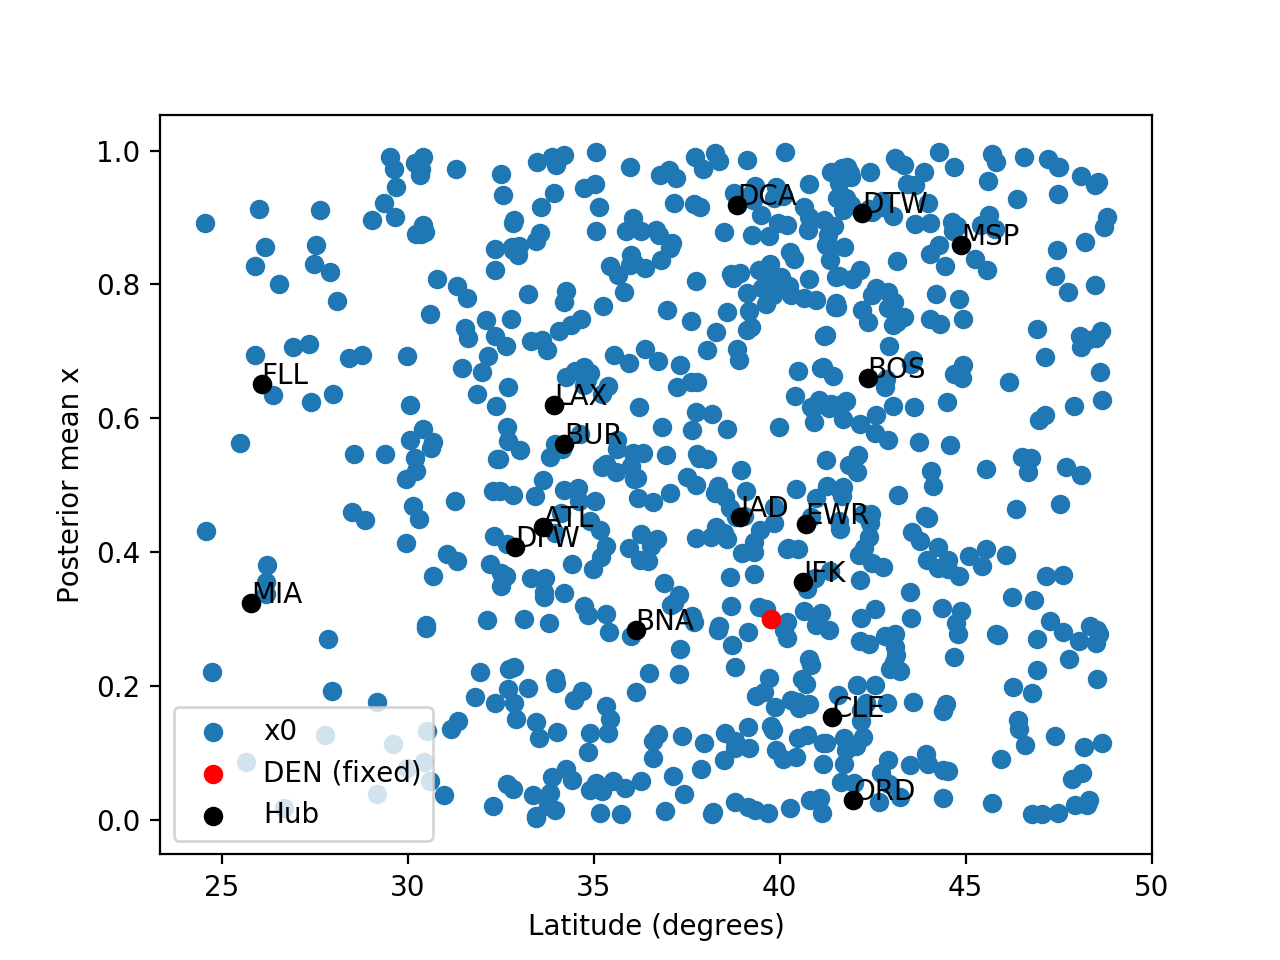 1.0
0.8
0.6
0.4
0.2
0.0
Posterior mean x
DCA
DTW
MSP
FLL
BOS
LAX
BUR
IAD
EWR
ATL
DFW
JFK
MIA
BNA
CLE
ORD
x0
DEN (fixed)
Hub
25 30 35 40 45 50
Latitude (degrees)